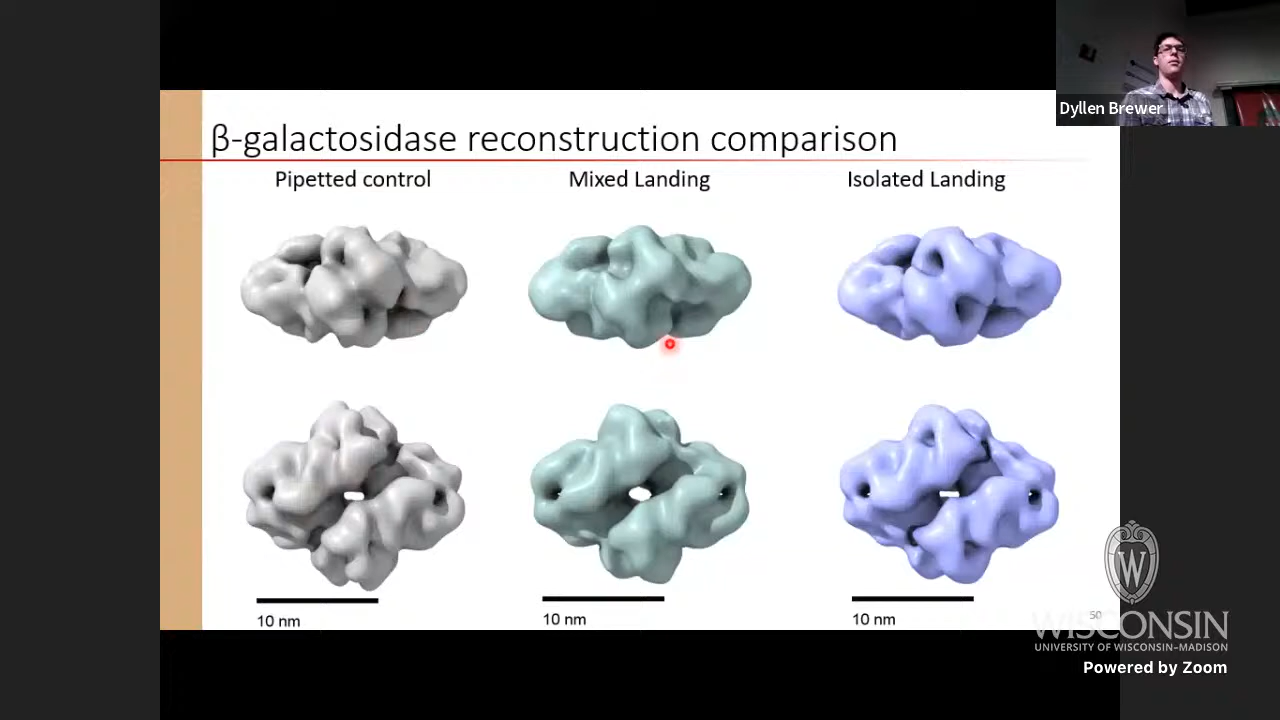 Dyllen Brewer
β-galactosidase reconstruction comparison
Pipetted control
Mixed Landing
Isolated Landing
10 nm
10 nm
10 nm
50
W
WISCONSIN
UNIVERSITY OF WISCONSIN–MADISON
Powered by Zoom